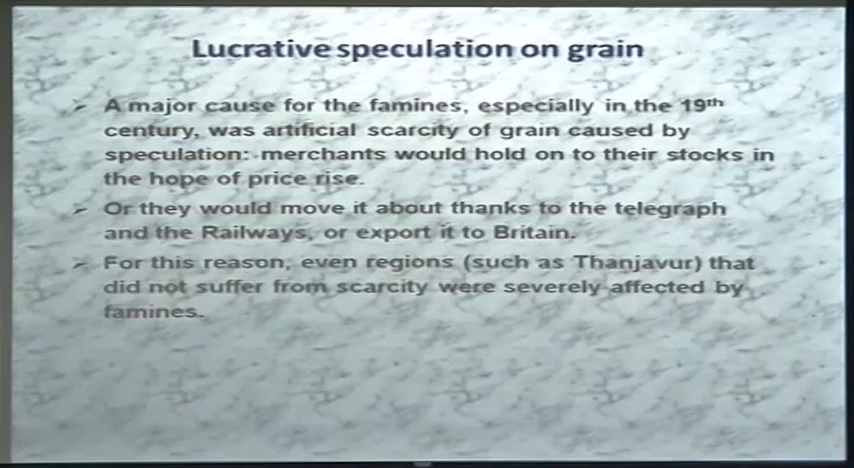 Lucrative speculation on grain
➢ A major cause for the famines, especially in the 19th
century, was artificial scarcity of grain caused by
speculation: merchants would hold on to their stocks in
the hope of price rise.
➢ Or they would move it about thanks to the telegraph
and the Railways, or export it to Britain.
➢ For this reason, even regions (such as Thanjavur) that
did not suffer from scarcity were severely affected by
famines.